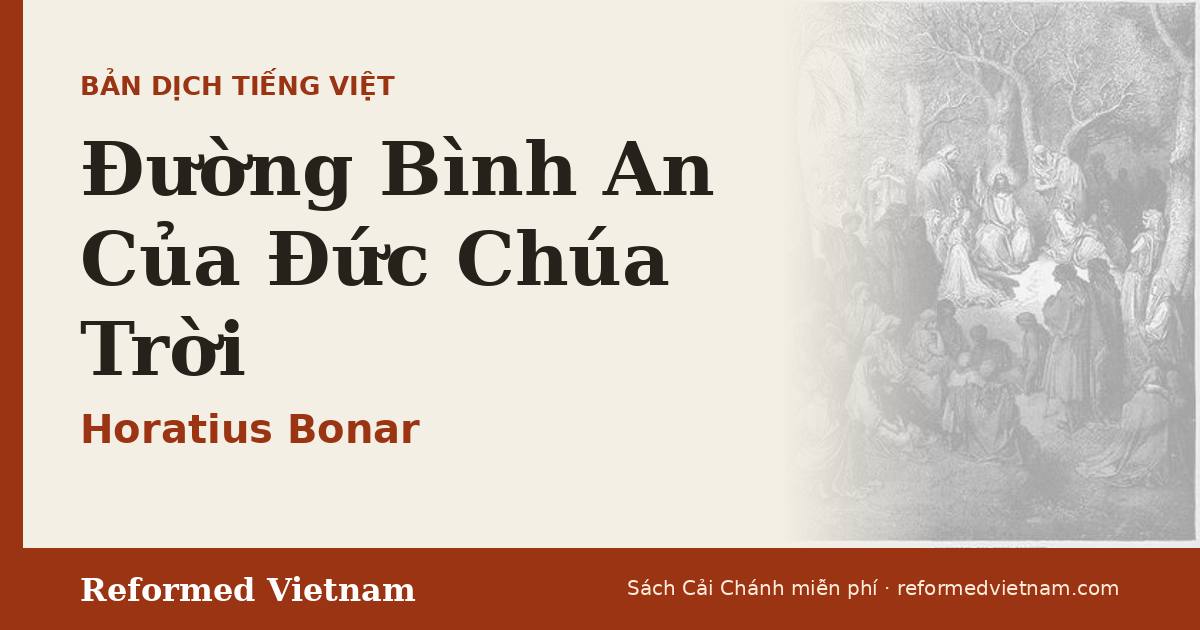 BẢN DỊCH TIẾNG VIỆT
Đường Bình An
Của Đức Chúa
Trời
Horatius Bonar
Reformed Vietnam
Sách Cải Chánh miễn phí · reformedvietnam.com